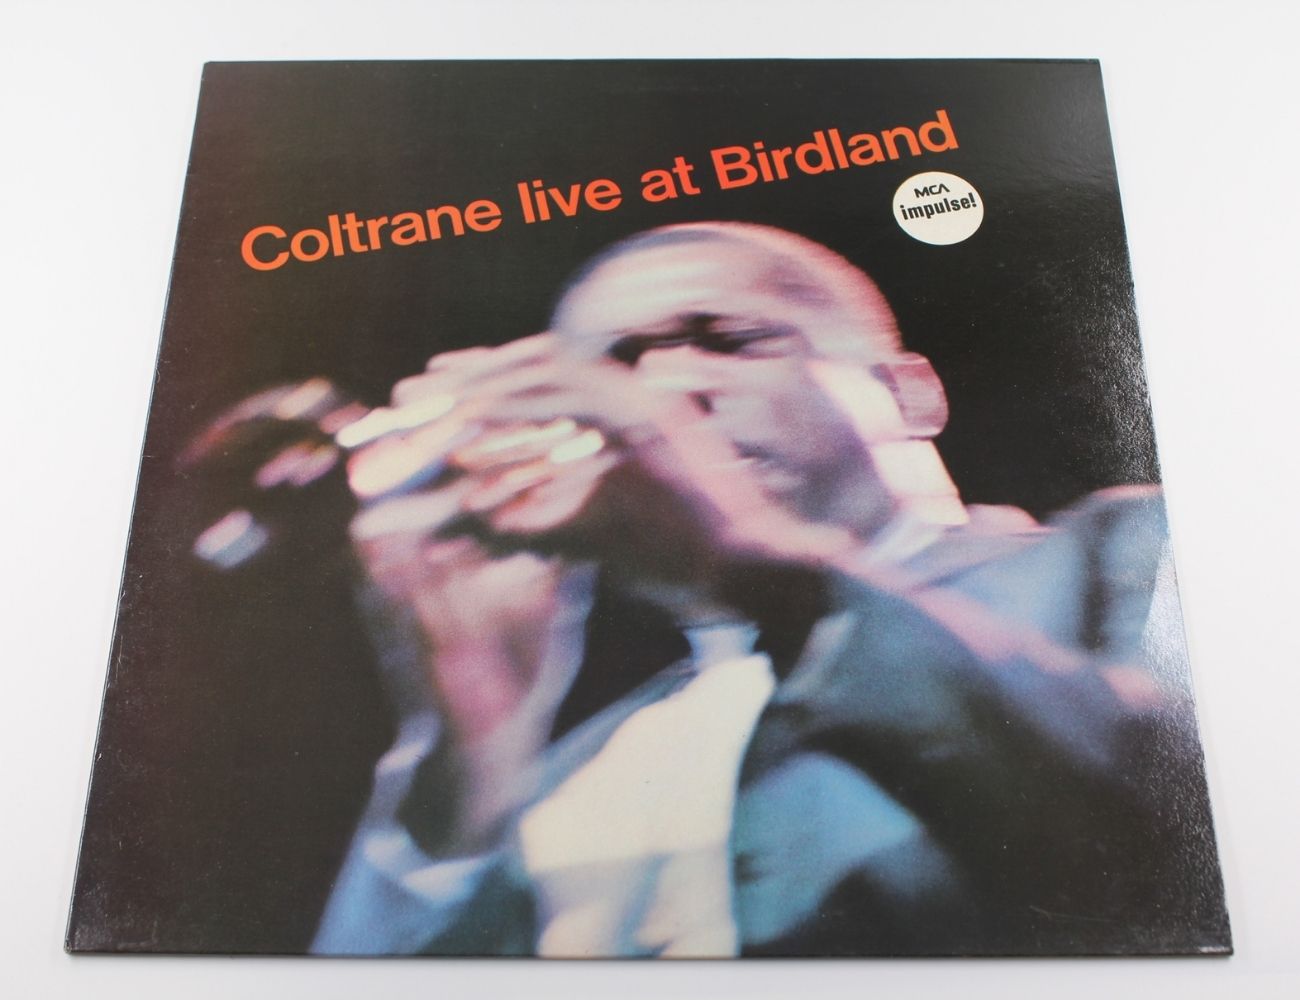 Coltrane live at Birdland
MCA
impulse!